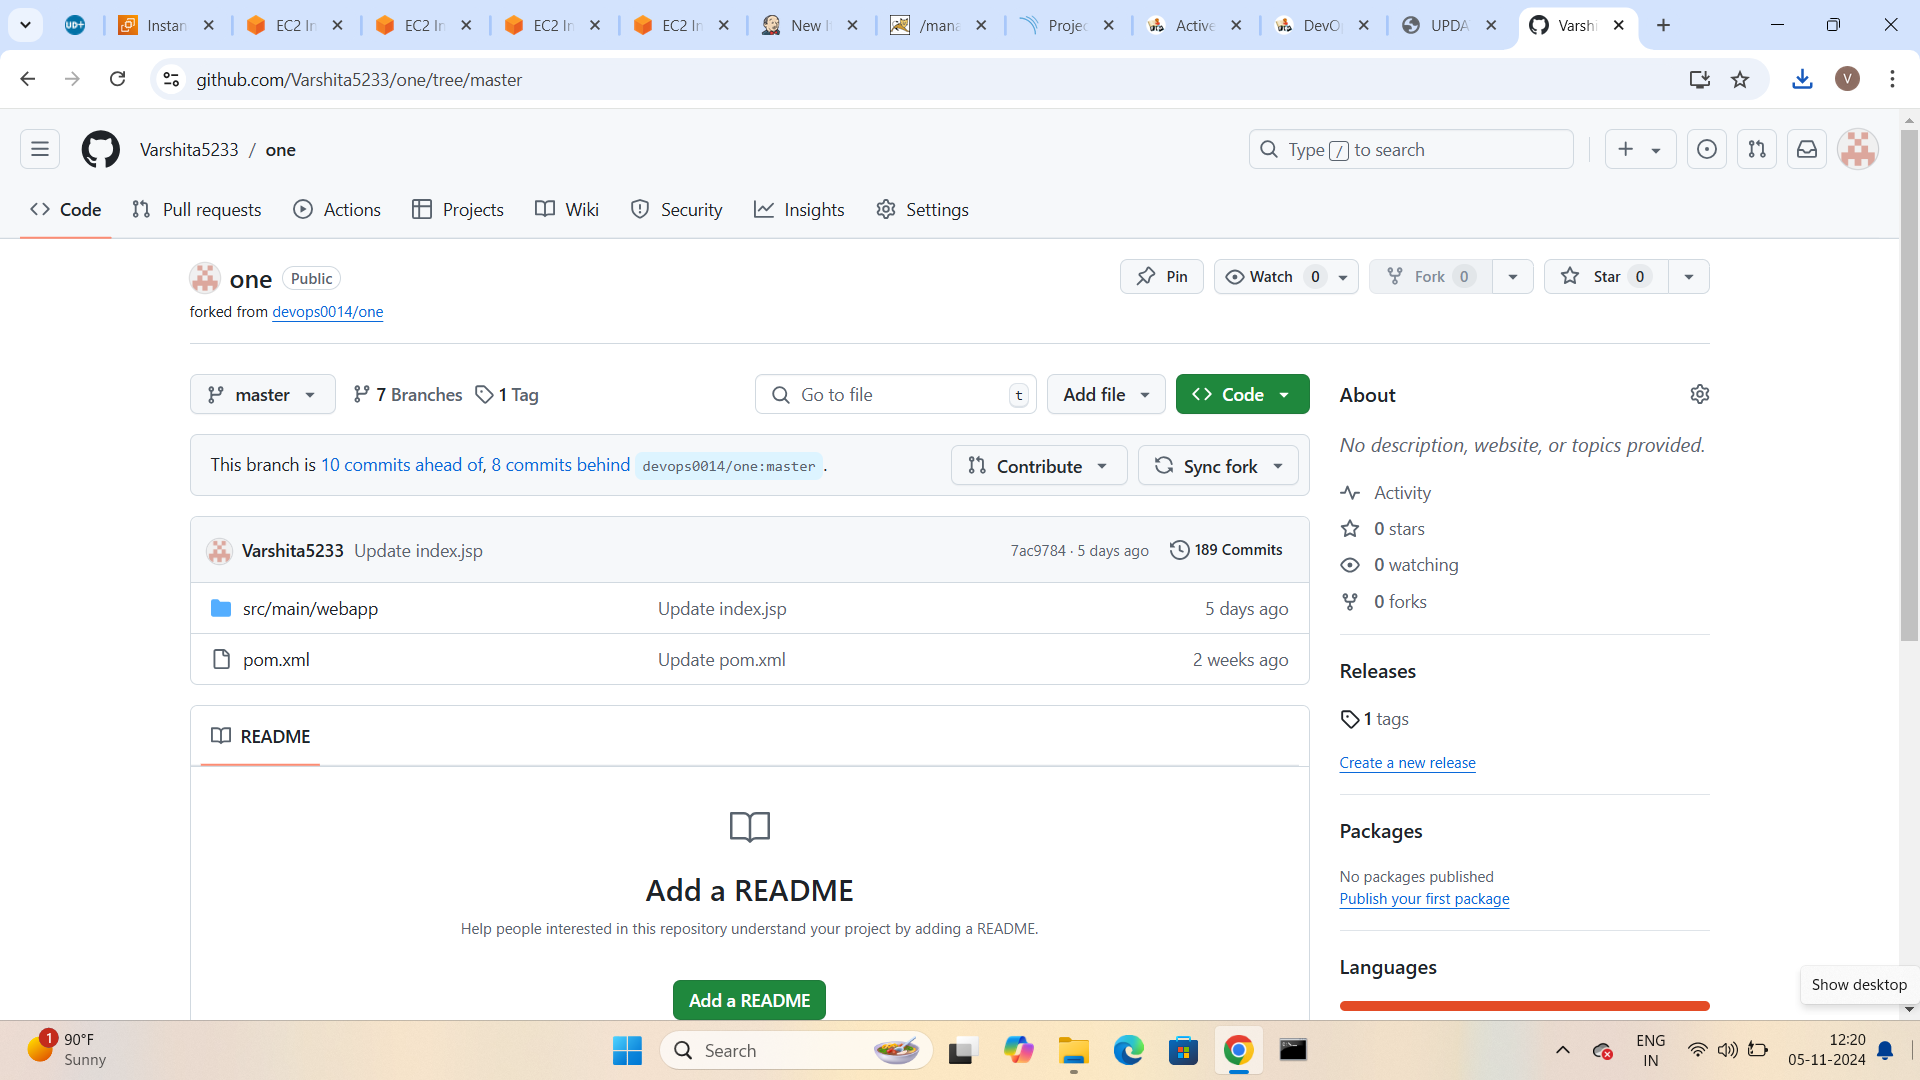 UD+
Instan
EC2 In
EC2 In
EC2 In
EC2 In
New It
/mana
Projec
Active
DevO
UPDA
Varshi
github.com/Varshita5233/one/tree/master
V
Varshita5233 / one
Type / to search
Code
Pull requests
Actions
Projects
Wiki
Security
Insights
Settings
one Public
Pin
Watch 0
Fork 0
Star 0
forked from devops0014/one
master
7 Branches
1 Tag
Go to file t
Add file
Code
About
This branch is 10 commits ahead of, 8 commits behind devops0014/one:master .
Contribute
Sync fork
No description, website, or topics provided.
Activity
0 stars
0 watching
0 forks
Varshita5233 Update index.jsp
7ac9784 · 5 days ago
189 Commits
src/main/webapp
Update index.jsp
5 days ago
pom.xml
Update pom.xml
2 weeks ago
Releases
1 tags
Create a new release
README
Add a README
Help people interested in this repository understand your project by adding a README.
Add a README
Packages
No packages published
Publish your first package
Languages
Show desktop
1
90°F
Sunny
Search
ENG
IN
12:20
05-11-2024